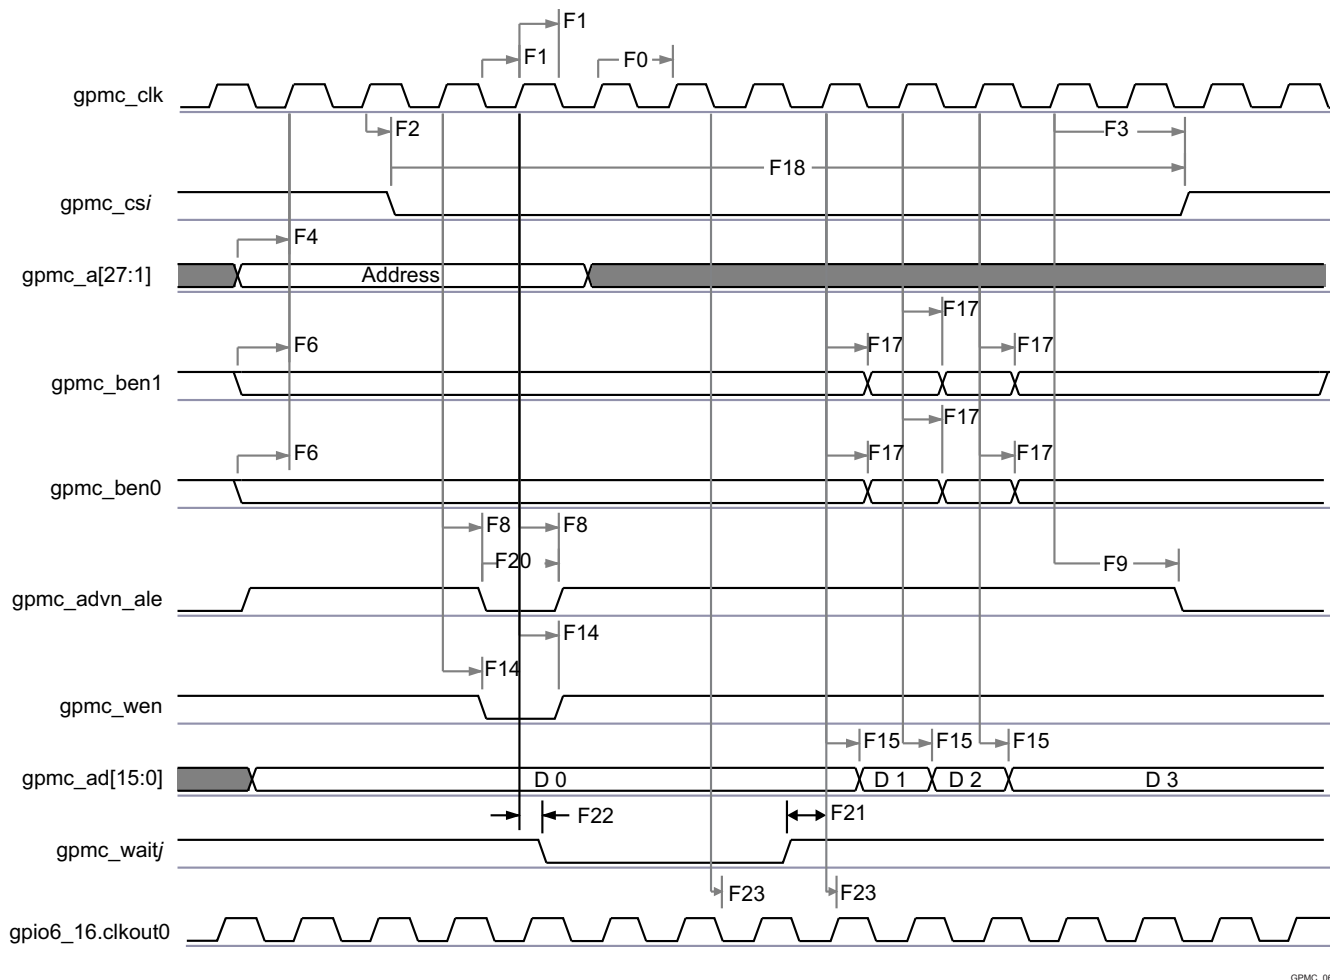 F1
F1
F0
gpmc_clk
F2
F3
F18
gpmc_csi
F4
gpmc_a[27:1]
Address
F17
F6
F17
F17
gpmc_ben1
F17
F6
F17
F17
gpmc_ben0
F8
F8
F20
F9
gpmc_advn_ale
F14
F14
gpmc_wen
F15
F15
F15
gpmc_ad[15:0]
D 0
D 1
D 2
D 3
F22
F21
gpmc_waitj
F23
F23
gpio6_16.clkout0